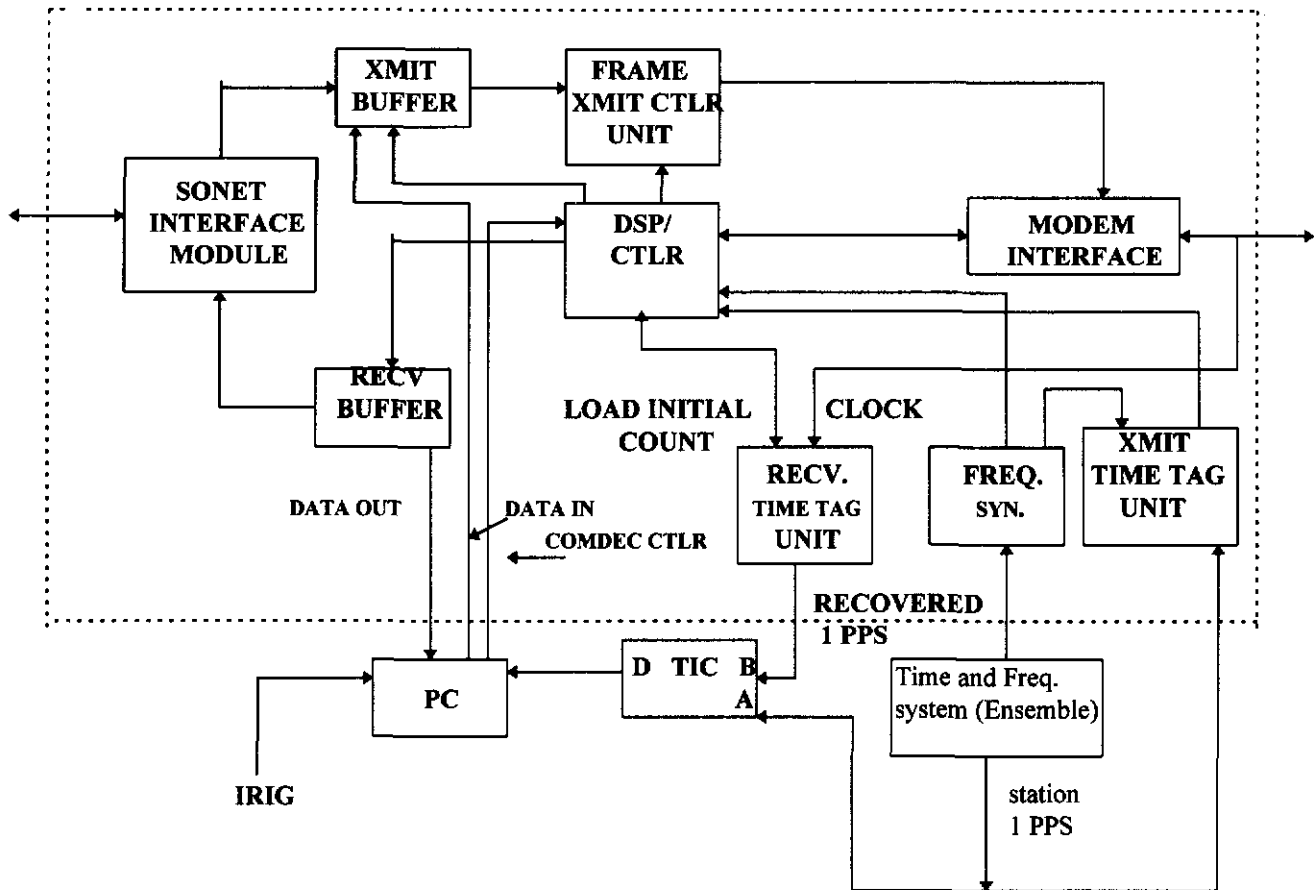 XMIT
BUFFER
FRAME
XMIT CTLR
UNIT
SONET
INTERFACE
MODULE
DSP/
CTLR
MODEM
INTERFACE
RECV
BUFFER
LOAD INITIAL
COUNT
CLOCK
RECV.
TIME TAG
UNIT
FREQ.
SYN.
XMIT
TIME TAG
UNIT
DATA OUT
DATA IN
COMDEC CTLR
RECOVERED
1 PPS
PC
D TIC B
A
Time and Freq.
system (Ensemble)
IRIG
station
1 PPS